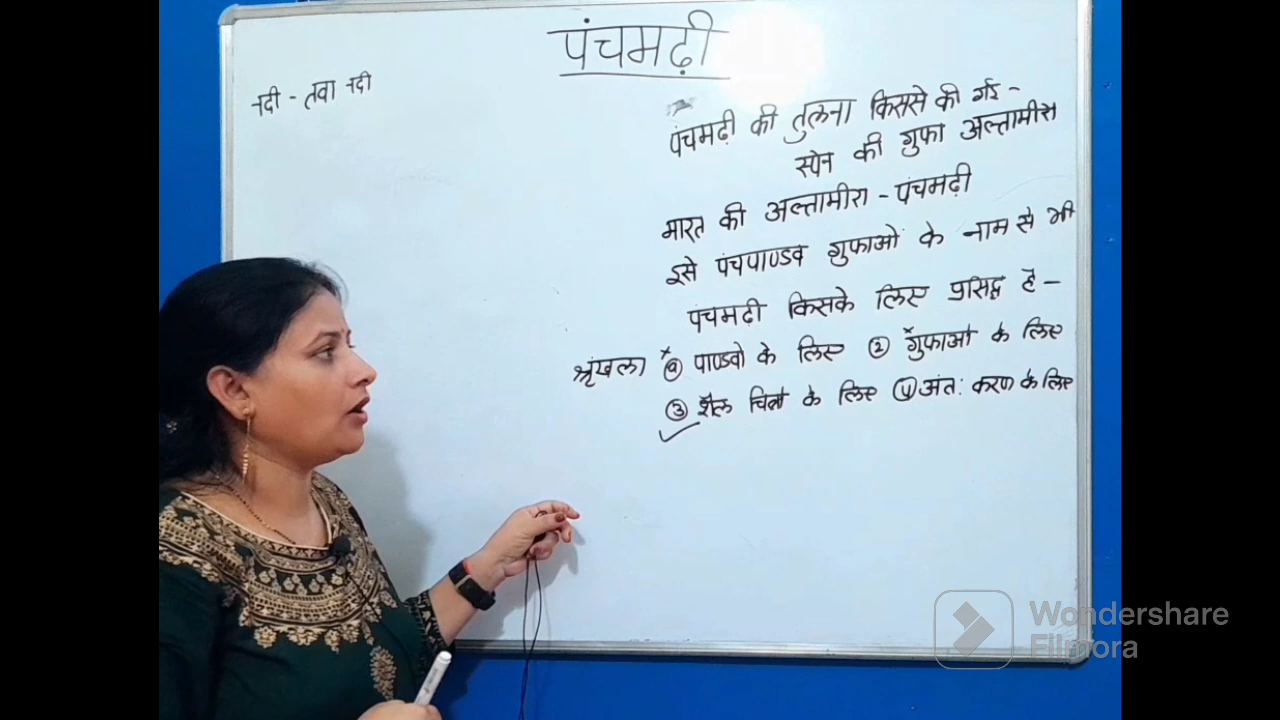 पंचमढ़ी
नदी - तवा नदी
पंचमढ़ी की तुलना किससे की गई -
स्पेन की गुफा अल्तामीरा
भारत की अल्तामीरा - पंचमढ़ी
इसे पंचपाण्डव गुफाओं के नाम से भी
पंचमढ़ी किसके लिए प्रसिद्ध है -
श्रृंखला × ① पाण्डवो के लिए ② × गुफाओं के लिए
③ शैल चित्रो के लिए ④ अंतः करण के लिए
Wondershare
Filmora